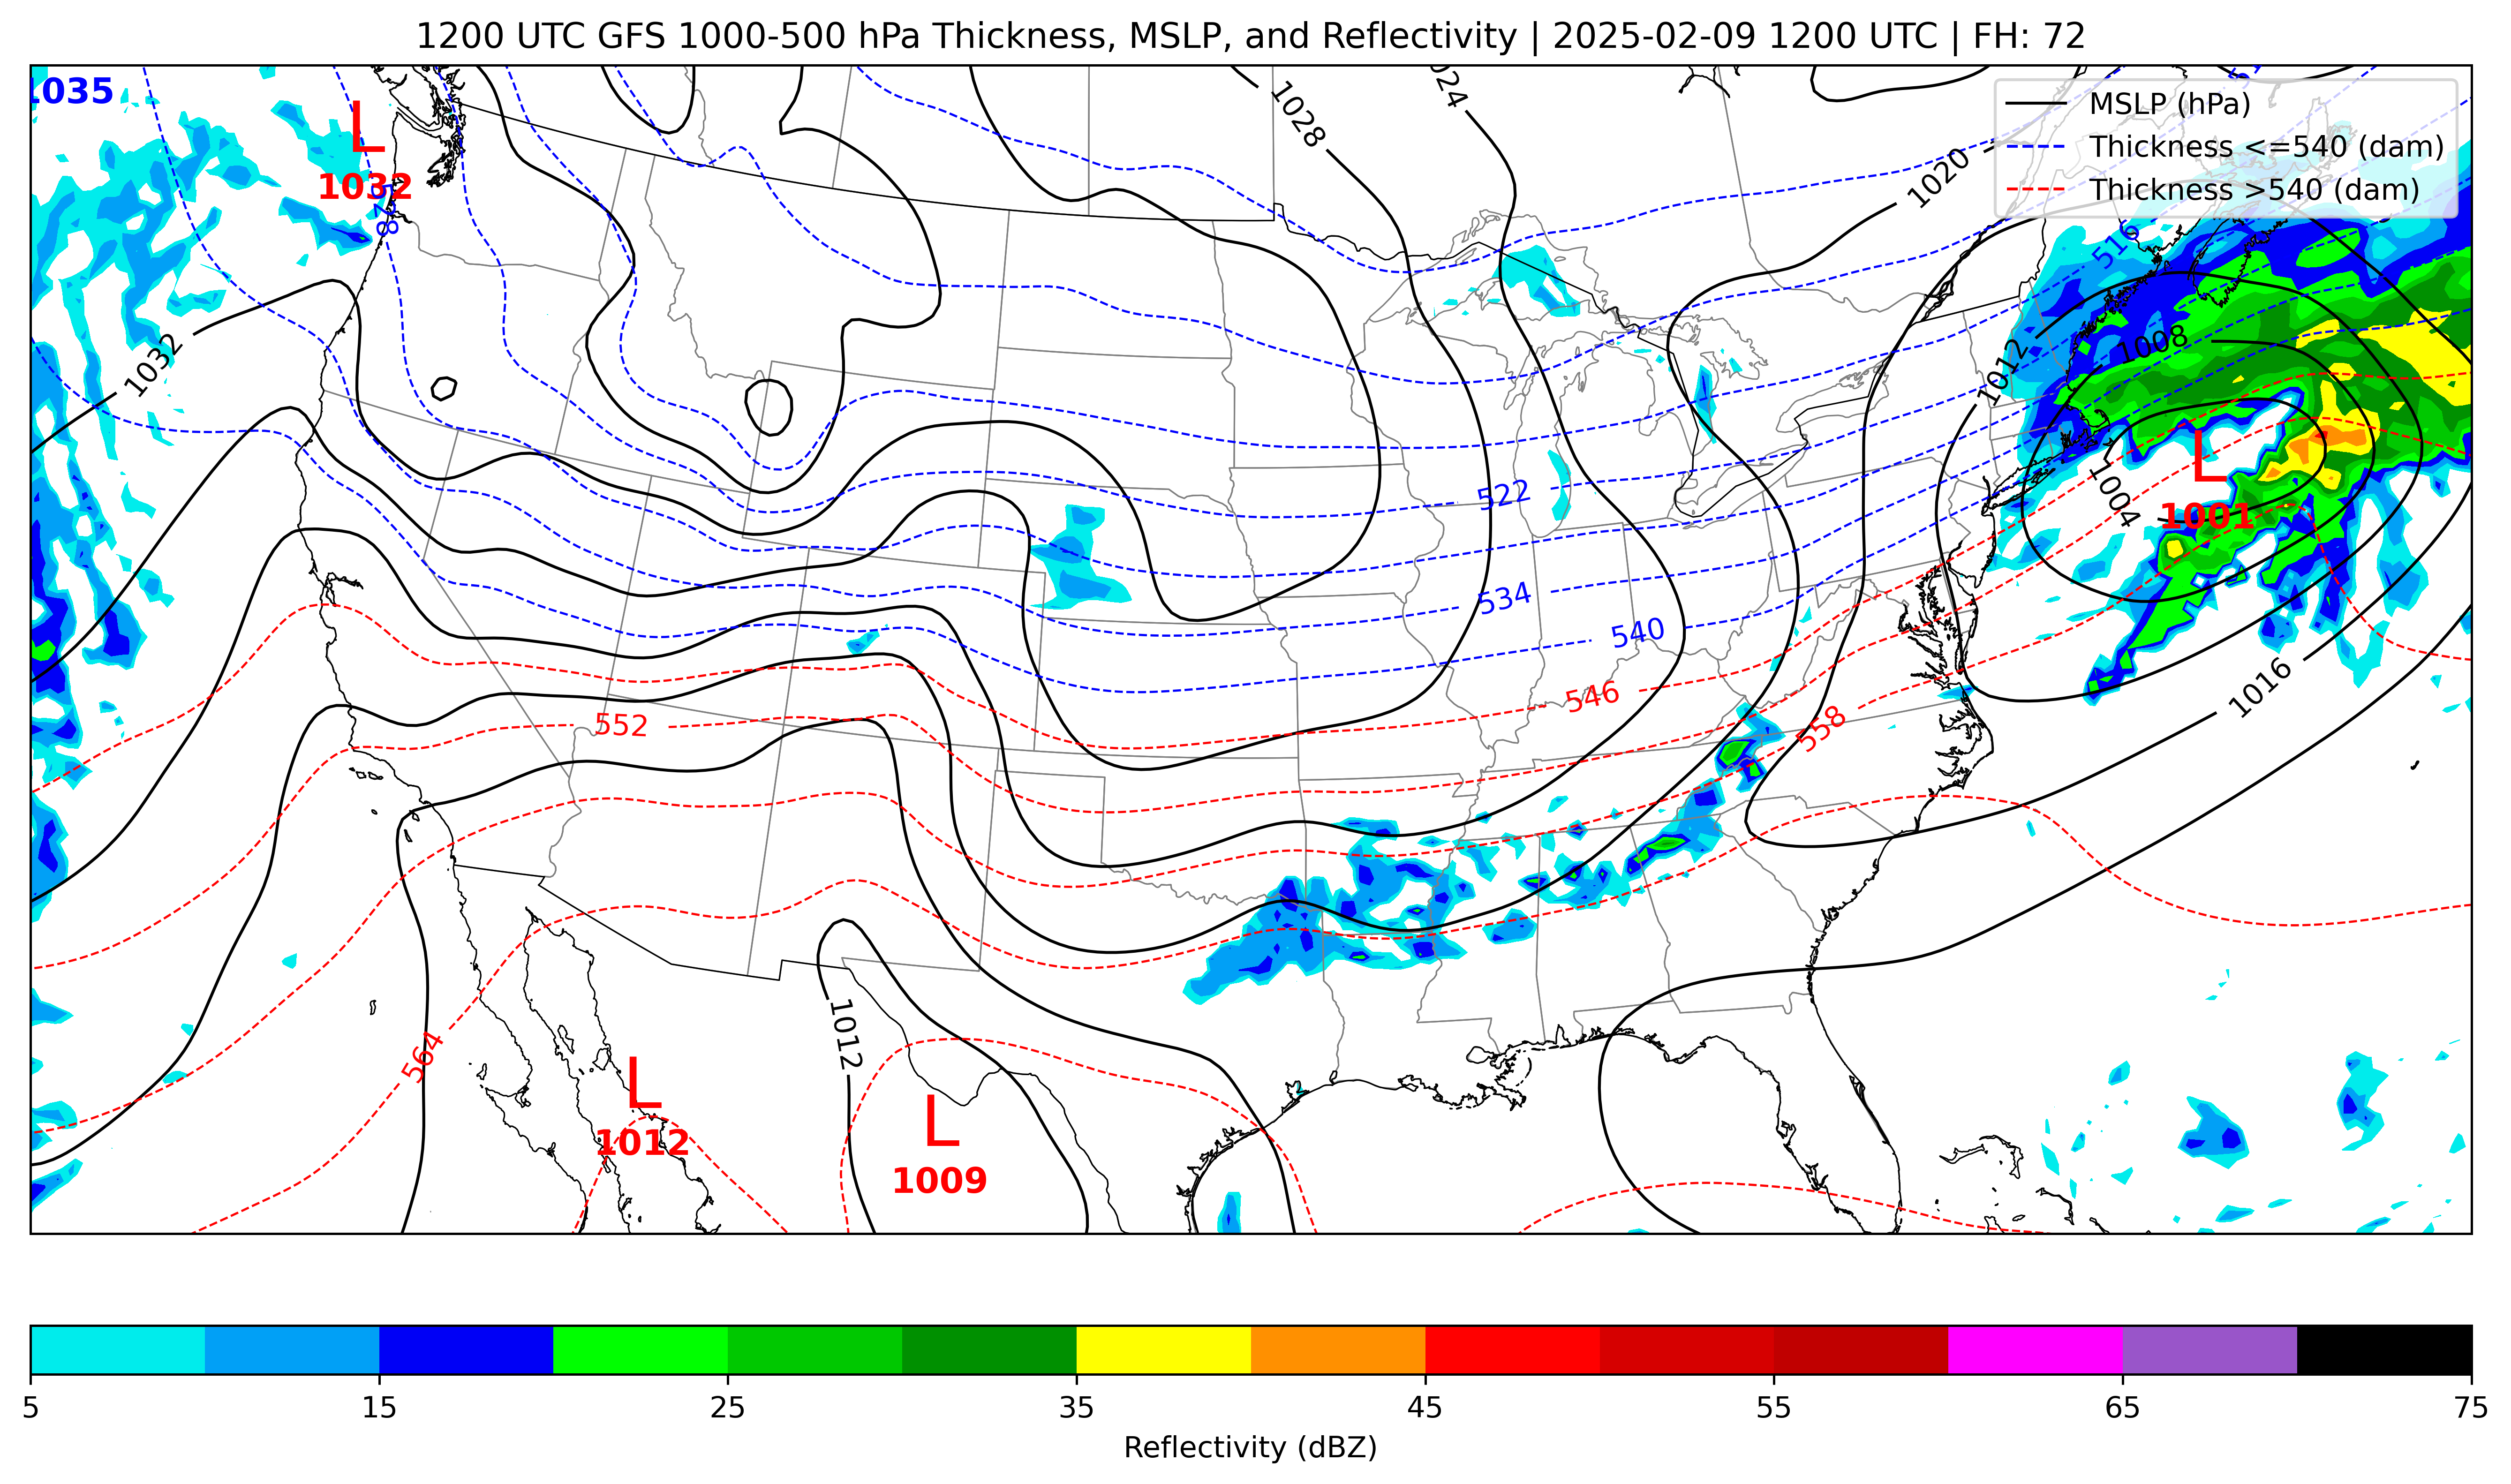 1200 UTC GFS 1000-500 hPa Thickness, MSLP, and Reflectivity | 2025-02-09 1200 UTC | FH: 72
1035
L
1032
528
1028
1024
1020
MSLP (hPa)
Thickness <=540 (dam)
Thickness >540 (dam)
516
1032
1012
1008
L
1001
1004
522
534
540
546
552
558
1016
564
1012
L
1012
L
1009
5 15 25 35 45 55 65 75
Reflectivity (dBZ)